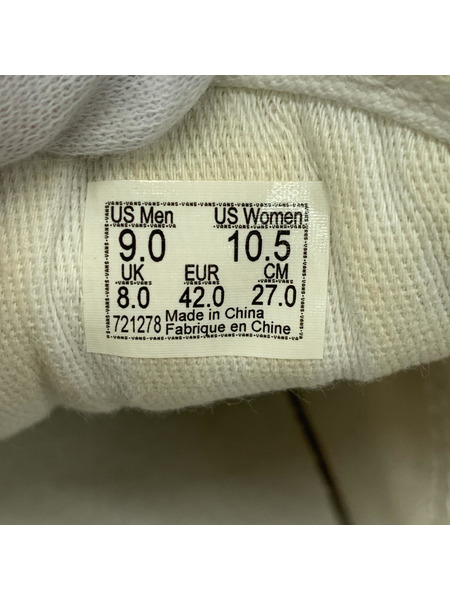 US Men US Women
9.0 10.5
UK EUR CM
8.0 42.0 27.0
721278 Made in China
Fabrique en Chine